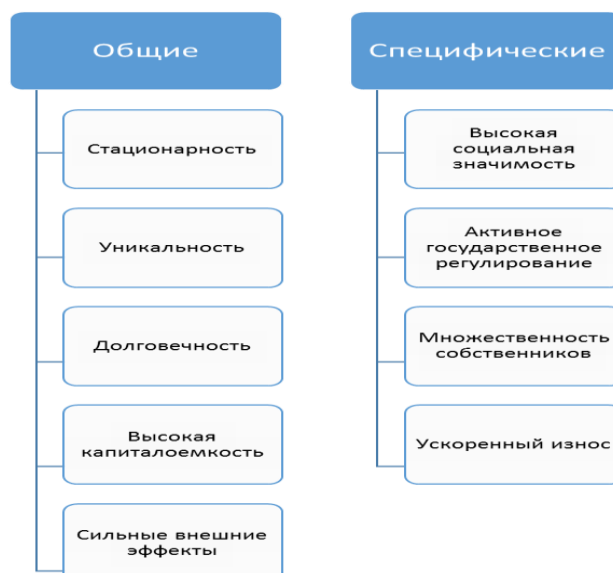 Общие
Стационарность
Уникальность
Долговечность
Высокая
капиталоемкость
Сильные внешние
эффекты
Специфические
Высокая
социальная
значимость
Активное
государственное
регулирование
Множественность
собственников
Ускоренный износ